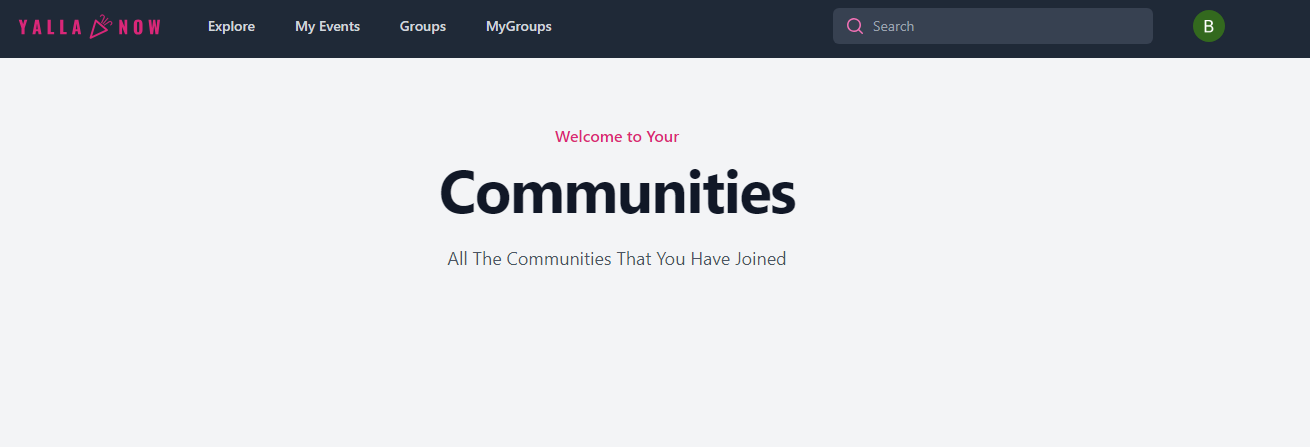 YALLA NOW
Explore
My Events
Groups
MyGroups
Search
B
Welcome to Your
Communities
All The Communities That You Have Joined